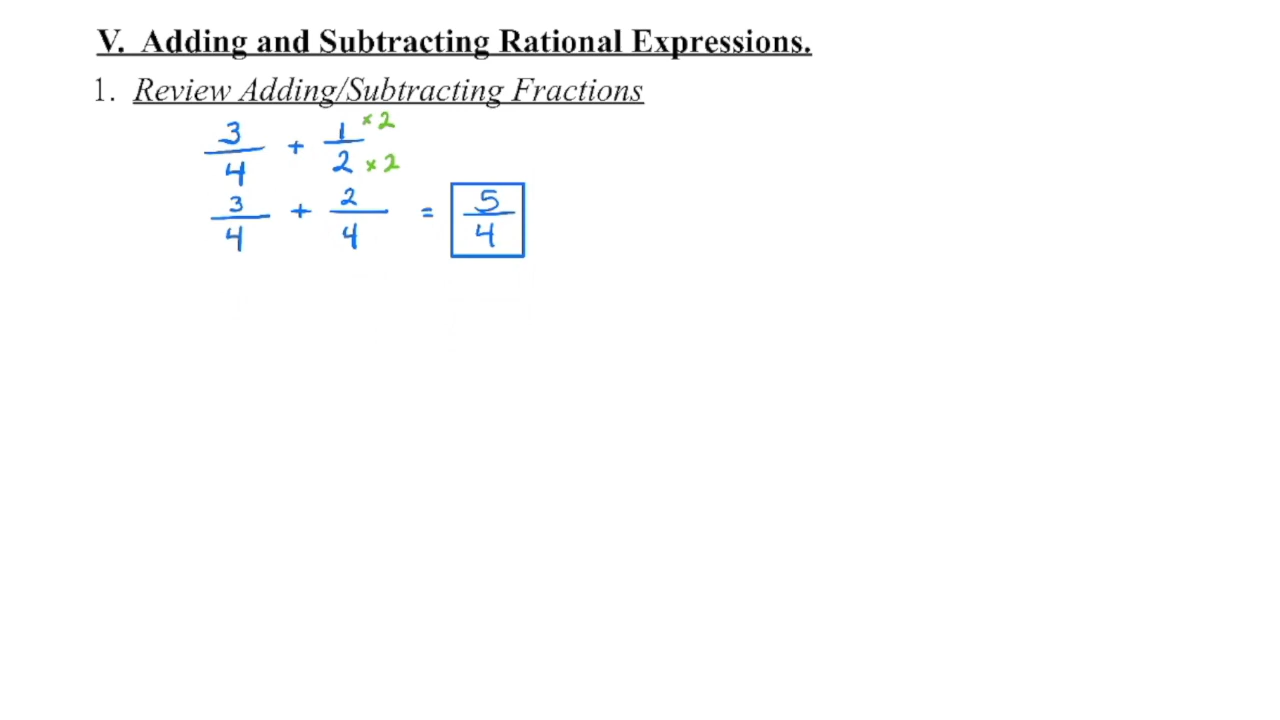 V. Adding and Subtracting Rational Expressions.
1. Review Adding/Subtracting Fractions
3/4 + 1/2 ×2 ×2
3/4 + 2/4 = 5/4